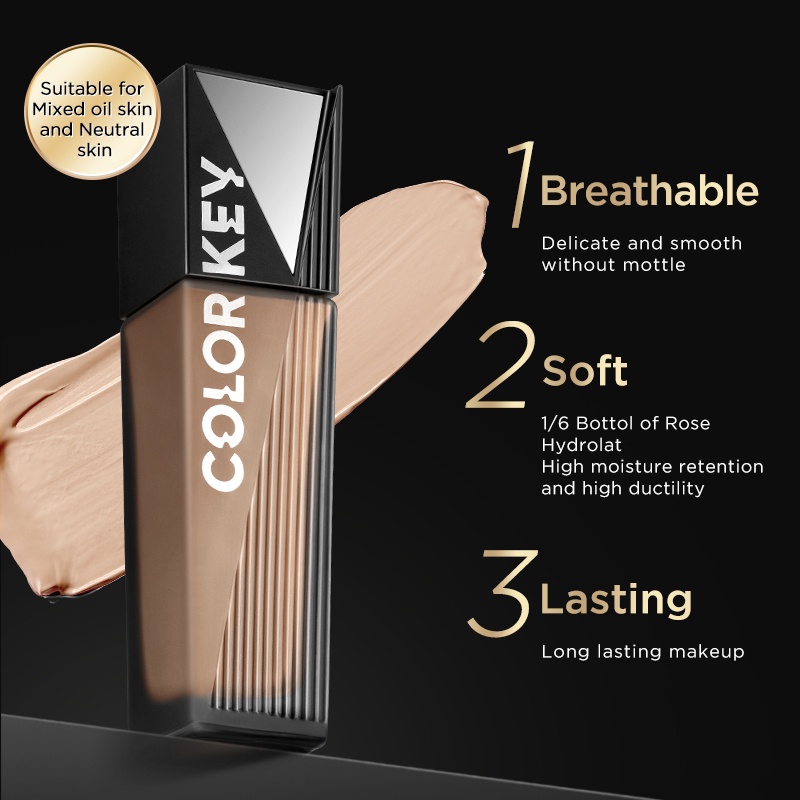 Suitable for
Mixed oil skin
and Neutral
skin
COLORKEY
1 Breathable
Delicate and smooth
without mottle
2 Soft
1/6 Bottol of Rose
Hydrolat
High moisture retention
and high ductility
3 Lasting
Long lasting makeup